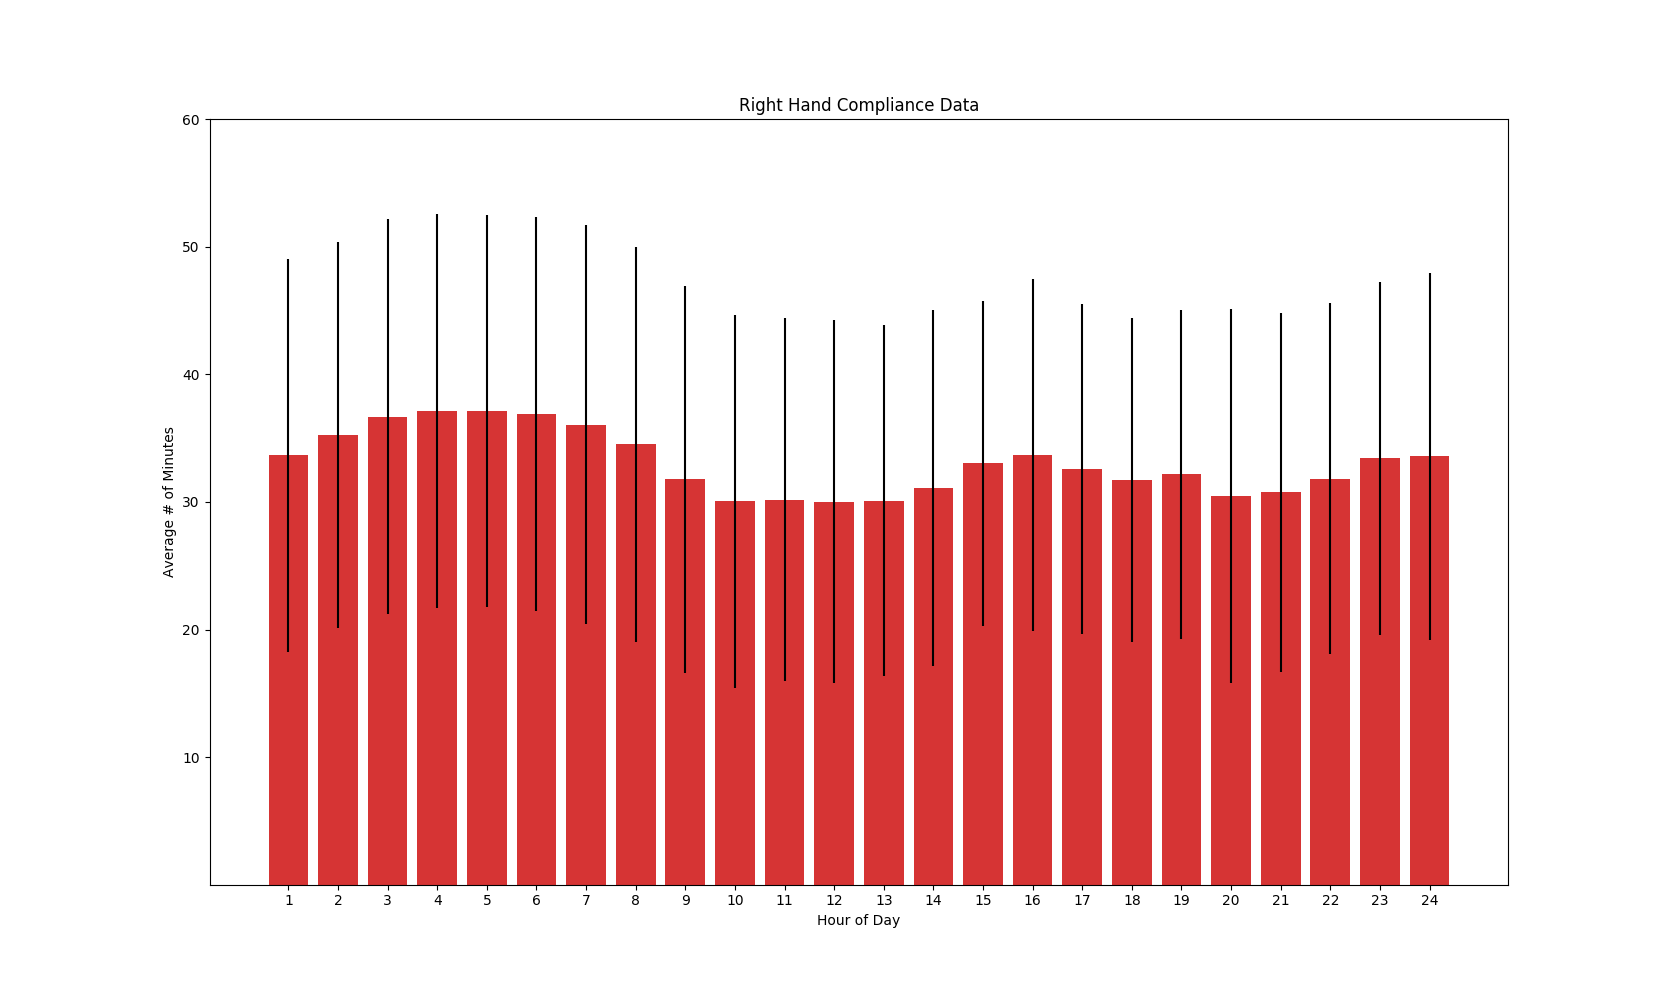 Right Hand Compliance Data
60
50
40
30
20
10
Average # of Minutes
1 2 3 4 5 6 7 8 9 10 11 12 13 14 15 16 17 18 19 20 21 22 23 24
Hour of Day